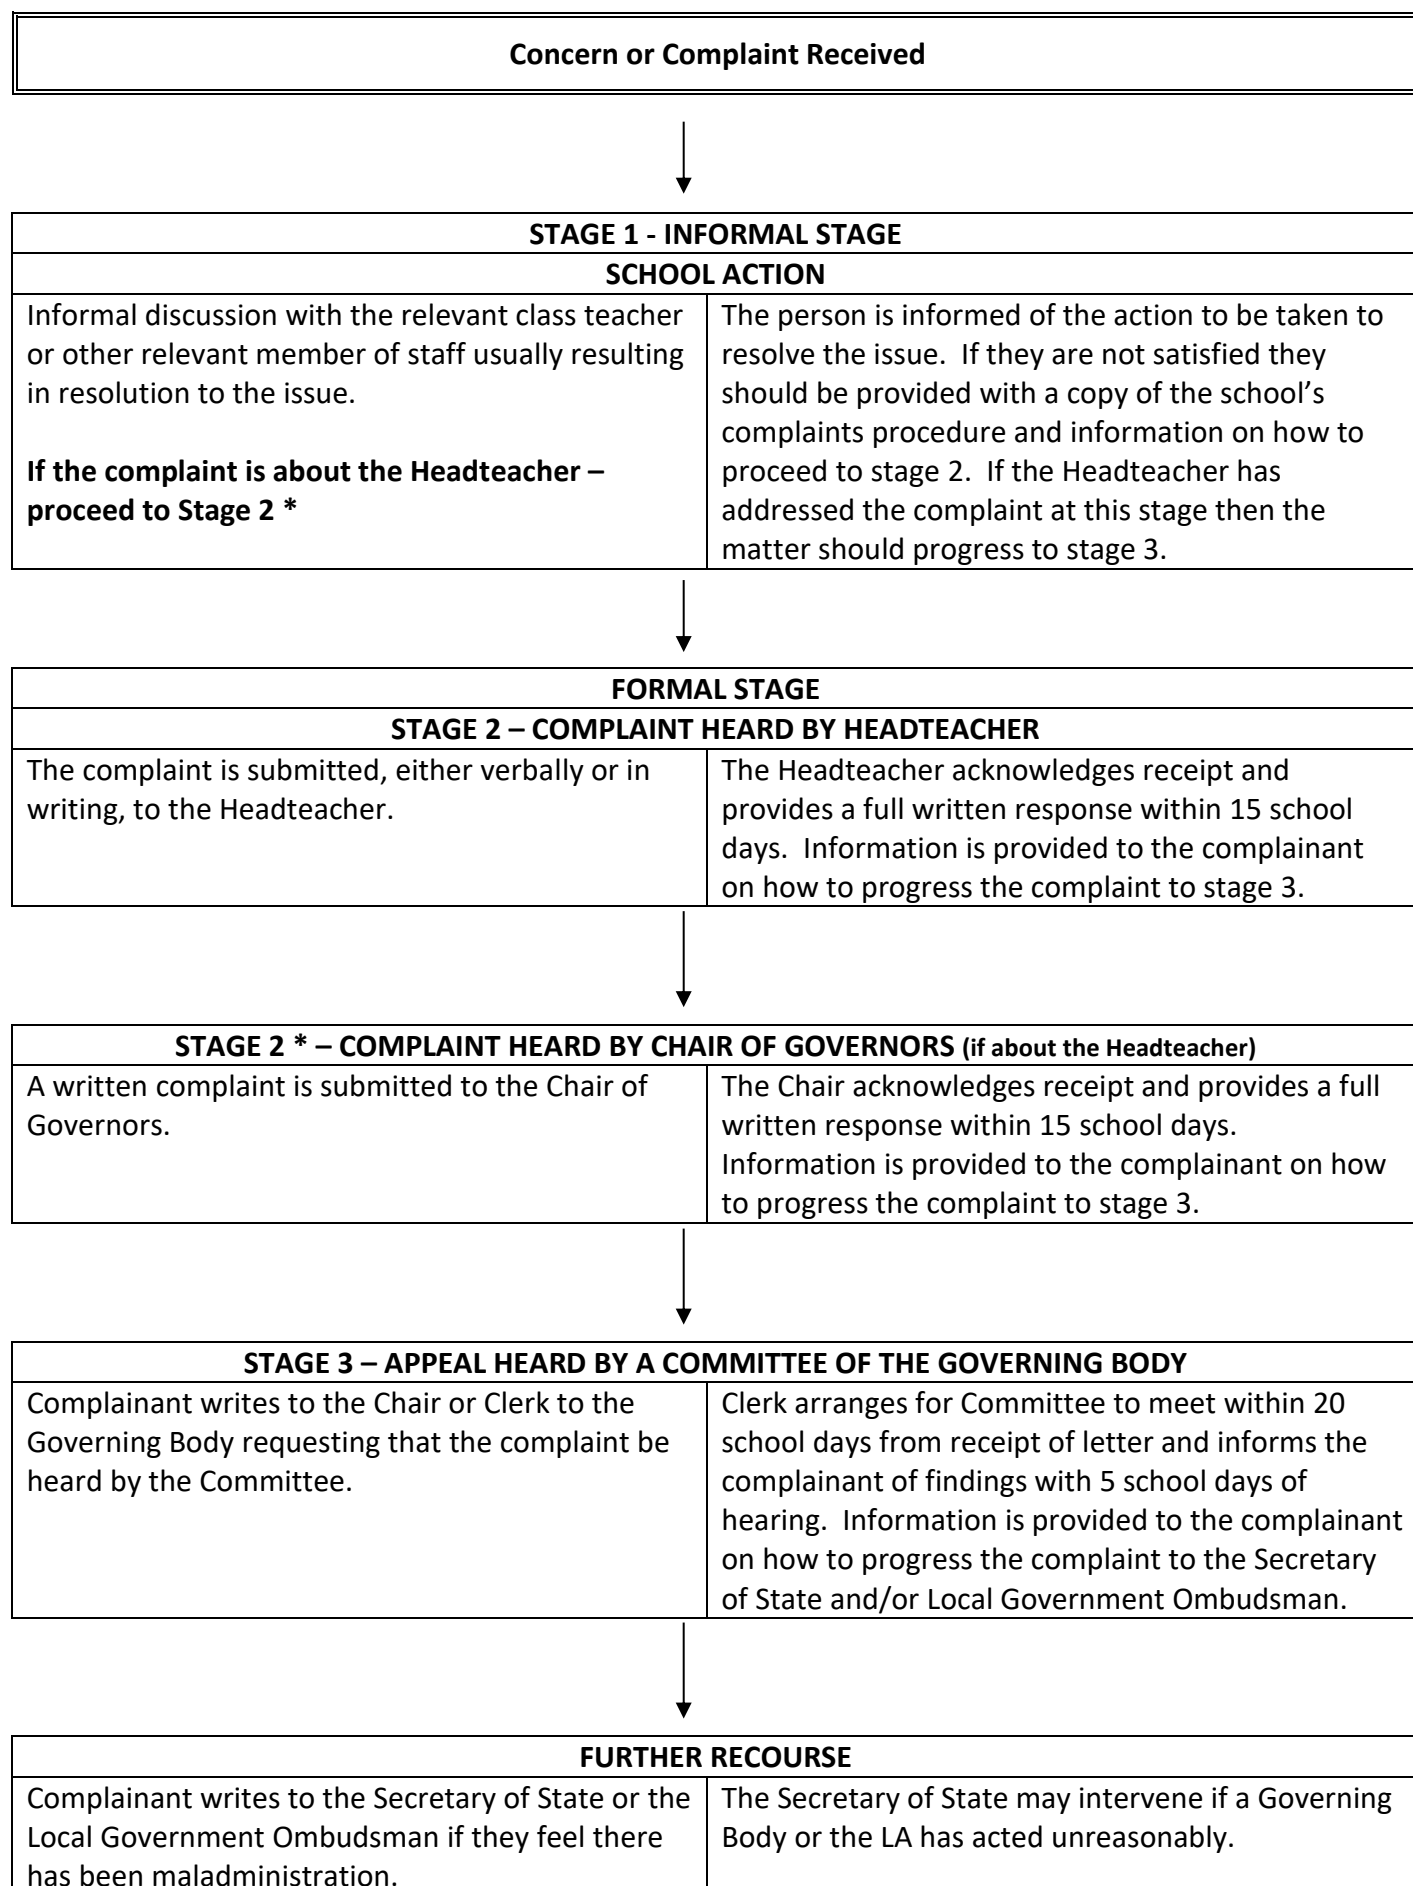 Concern or Complaint Received
STAGE 1 - INFORMAL STAGE
SCHOOL ACTION
Informal discussion with the relevant class teacher
or other relevant member of staff usually resulting
in resolution to the issue.
If the complaint is about the Headteacher –
proceed to Stage 2 *
The person is informed of the action to be taken to
resolve the issue.  If they are not satisfied they
should be provided with a copy of the school’s
complaints procedure and information on how to
proceed to stage 2.  If the Headteacher has
addressed the complaint at this stage then the
matter should progress to stage 3.
FORMAL STAGE
STAGE 2 – COMPLAINT HEARD BY HEADTEACHER
The complaint is submitted, either verbally or in
writing, to the Headteacher.
The Headteacher acknowledges receipt and
provides a full written response within 15 school
days.  Information is provided to the complainant
on how to progress the complaint to stage 3.
STAGE 2 * – COMPLAINT HEARD BY CHAIR OF GOVERNORS (if about the Headteacher)
A written complaint is submitted to the Chair of
Governors.
The Chair acknowledges receipt and provides a full
written response within 15 school days.
Information is provided to the complainant on how
to progress the complaint to stage 3.
STAGE 3 – APPEAL HEARD BY A COMMITTEE OF THE GOVERNING BODY
Complainant writes to the Chair or Clerk to the
Governing Body requesting that the complaint be
heard by the Committee.
Clerk arranges for Committee to meet within 20
school days from receipt of letter and informs the
complainant of findings with 5 school days of
hearing.  Information is provided to the complainant
on how to progress the complaint to the Secretary
of State and/or Local Government Ombudsman.
FURTHER RECOURSE
Complainant writes to the Secretary of State or the
Local Government Ombudsman if they feel there
has been maladministration.
The Secretary of State may intervene if a Governing
Body or the LA has acted unreasonably.